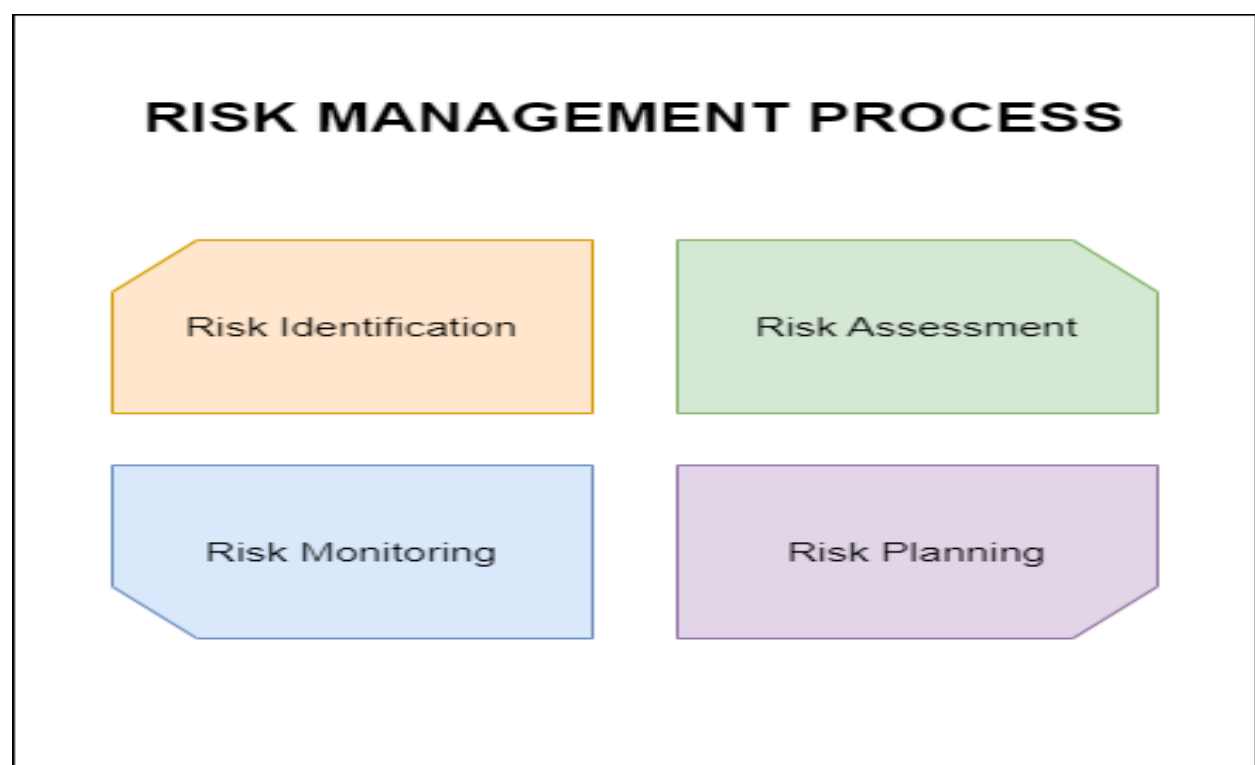 RISK MANAGEMENT PROCESS
Risk Identification
Risk Assessment
Risk Monitoring
Risk Planning